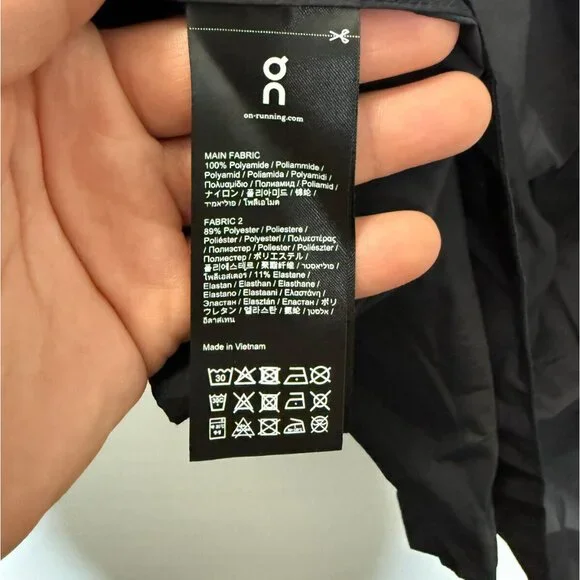 on-running.com
MAIN FABRIC
100% Polyamide / Poliammide /
Polyamid / Poliamida / Polyamidi /
Πολυαμίδιο / Полиамид / Poliamid /
ナイロン / 폴리아미드 / 锦纶 /
פוליאמיד / โพลีเอไมด
FABRIC 2
89% Polyester / Poliestere /
Poliéster / Polyesteri / Πολυεστέρας
/ Полиэстер / Poliester / Poliészter /
Полиестер / ポリエステル /
폴리에스테르 / 聚酯纤维 / פוליאסטר /
โพลีเอสเตอร / 11% Elastane /
Elastan / Elasthan / Elasthane /
Elastano / Elastaani / Ελαστάνη /
Эластан / Elasztán / Еластан / ポリ
ウレタン / 엘라스탄 / 氨纶 / אלסטן /
อีลาสเทน
Made in Vietnam
30
30C